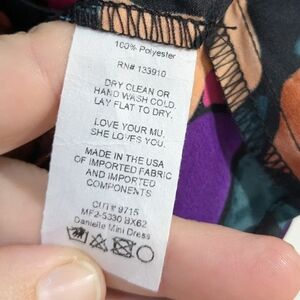 100% Polyester
RN# 133910
DRY CLEAN OR
HAND WASH COLD.
LAY FLAT TO DRY.
LOVE YOUR MU.
SHE LOVES YOU.
MADE IN THE USA
OF IMPORTED FABRIC
AND IMPORTED
COMPONENTS
CUT# 9715
MF2-5330 BX62
Danielle Mini Dress